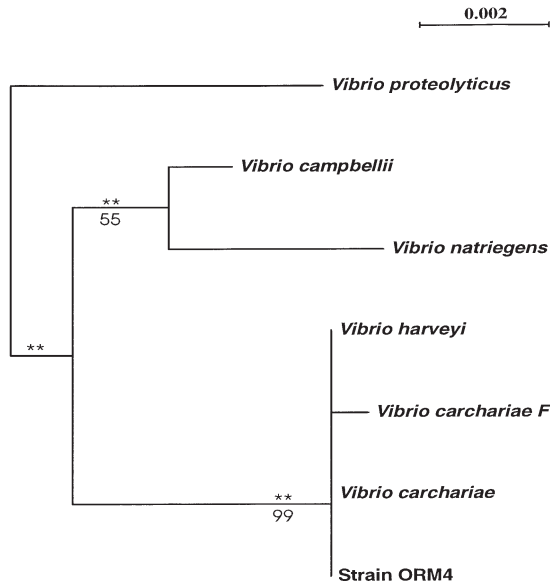 0.002
Vibrio proteolyticus
Vibrio campbellii
**
55
Vibrio natriegens
**
Vibrio harveyi
Vibrio carchariae F
Vibrio carchariae
**
99
Strain ORM4